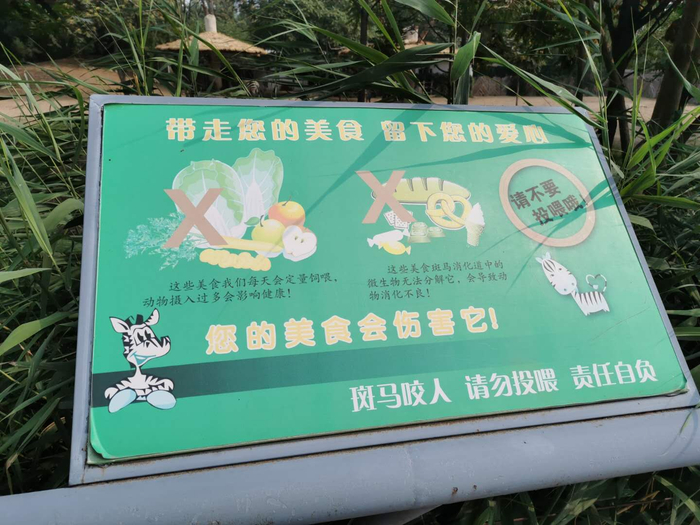 带走您的美食 留下您的爱心
请不要
投喂哦!
这些美食我们每天会定量饲喂,
动物摄入过多会影响健康!
这些美食斑马消化道中的
微生物无法分解它,会导致动
物消化不良!
您的美食会伤害它!
斑马咬人 请勿投喂 责任自负